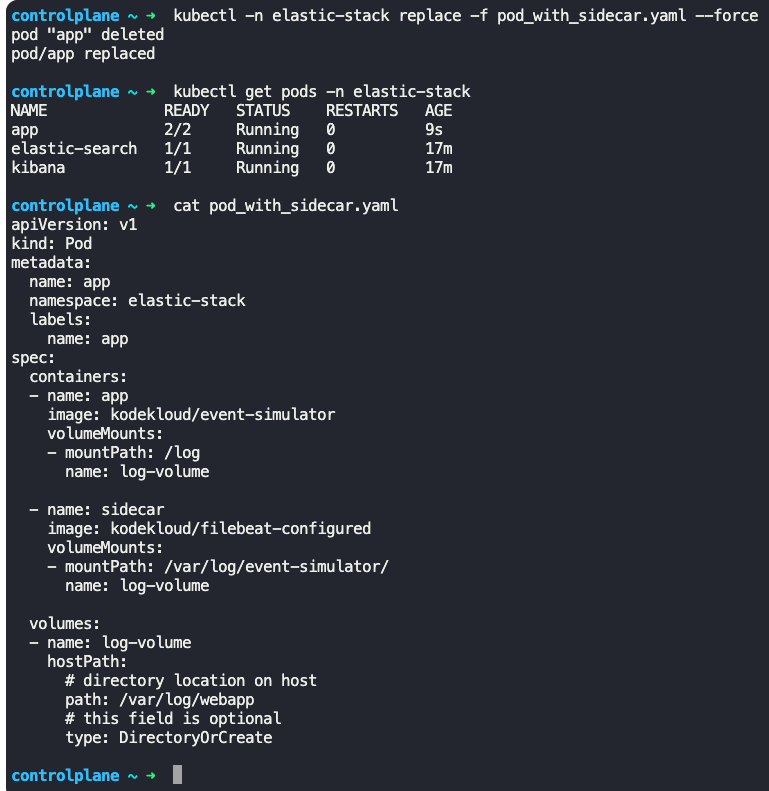 controlplane ~ ➜  kubectl -n elastic-stack replace -f pod_with_sidecar.yaml --force
pod "app" deleted
pod/app replaced

controlplane ~ ➜  kubectl get pods -n elastic-stack
NAME             READY   STATUS    RESTARTS   AGE
app              2/2     Running   0          9s
elastic-search   1/1     Running   0          17m
kibana           1/1     Running   0          17m

controlplane ~ ➜  cat pod_with_sidecar.yaml
apiVersion: v1
kind: Pod
metadata:
  name: app
  namespace: elastic-stack
  labels:
    name: app
spec:
  containers:
  - name: app
    image: kodekloud/event-simulator
    volumeMounts:
    - mountPath: /log
      name: log-volume

  - name: sidecar
    image: kodekloud/filebeat-configured
    volumeMounts:
    - mountPath: /var/log/event-simulator/
      name: log-volume

  volumes:
  - name: log-volume
    hostPath:
      # directory location on host
      path: /var/log/webapp
      # this field is optional
      type: DirectoryOrCreate

controlplane ~ ➜